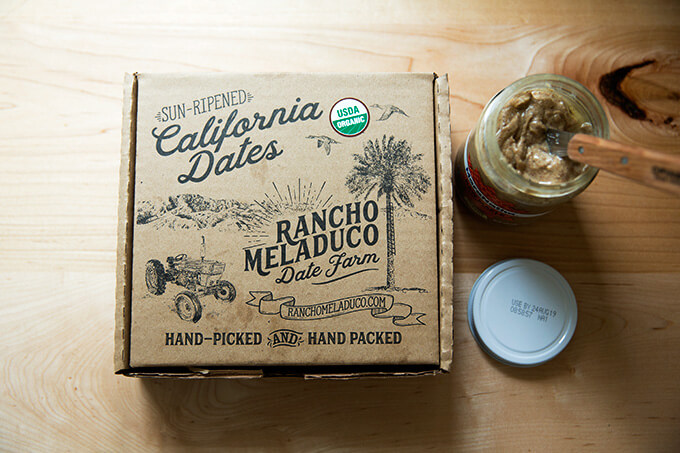 SUN-RIPENED
California
Dates
USDA
ORGANIC
RANCHO
MELADUCO
Date Farm
RANCHOMELADUCO.COM
HAND-PICKED AND HAND PACKED
USE BY 24AUG19